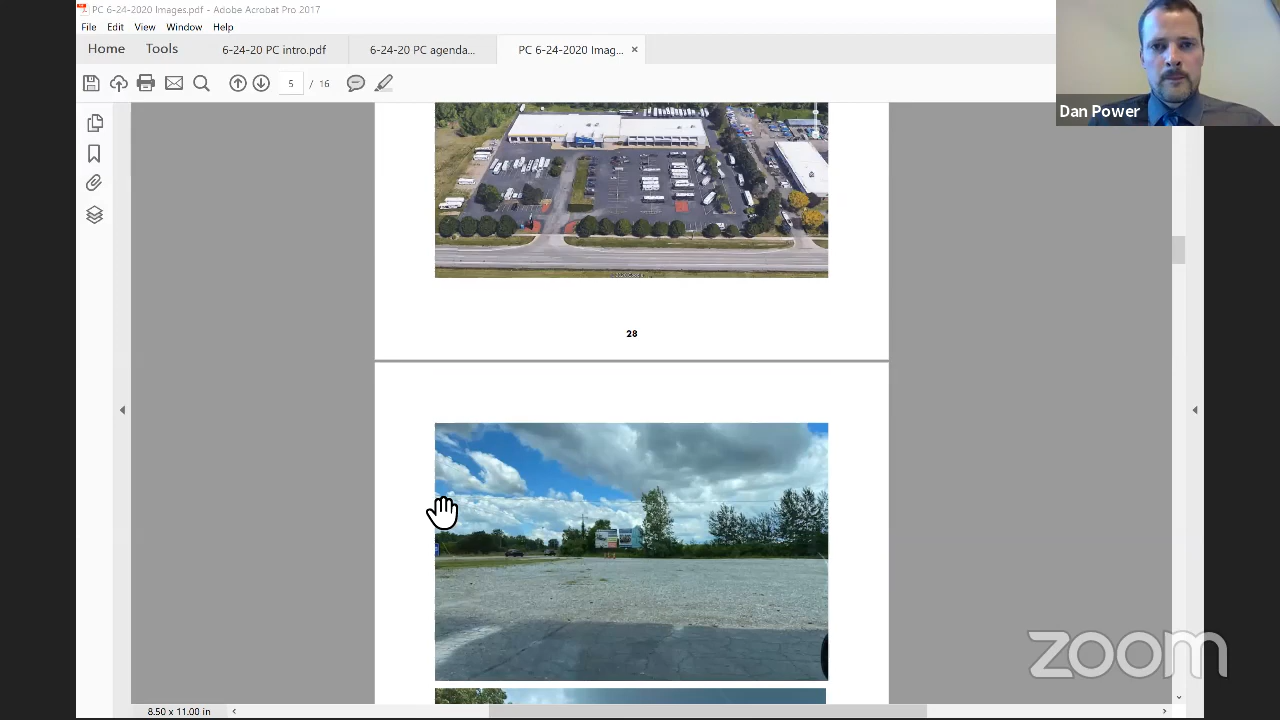 PC 6-24-2020 Images.pdf - Adobe Acrobat Pro 2017
File Edit View Window Help
Home Tools 6-24-20 PC intro.pdf 6-24-20 PC agenda... PC 6-24-2020 Imag... ×
5 / 16
Dan Power
28
zoom
8.50 x 11.00 in